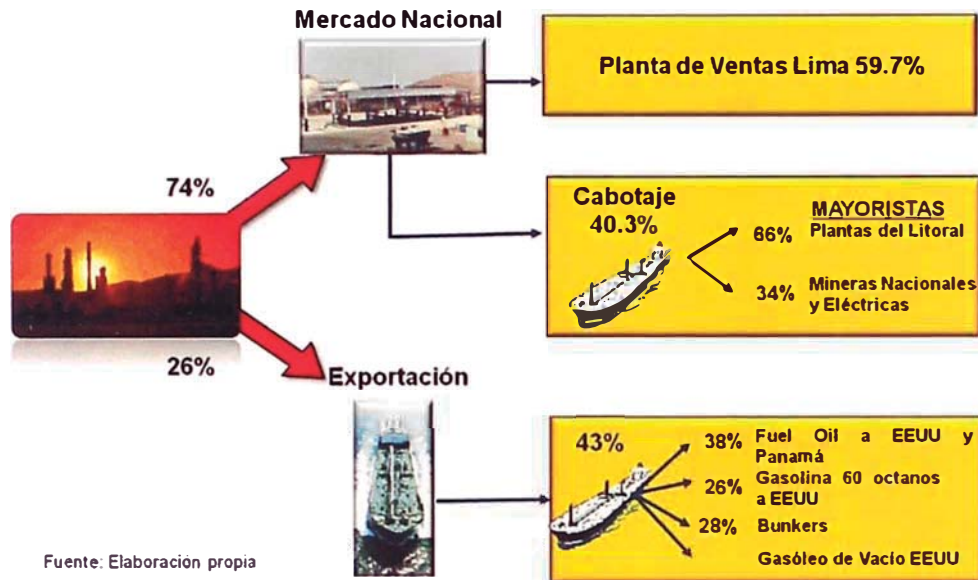 Mercado Nacional
Planta de Ventas Lima 59.7%
74%
Cabotaje
40.3%
MAYORISTAS
66% Plantas del Litoral
34% Mineras Nacionales
y Eléctricas
26%
Exportación
43%
38% Fuel Oil a EEUU y
Panamá
26% Gasolina 60 octanos
a EEUU
28% Bunkers
Gasóleo de Vacío EEUU
Fuente: Elaboración propia